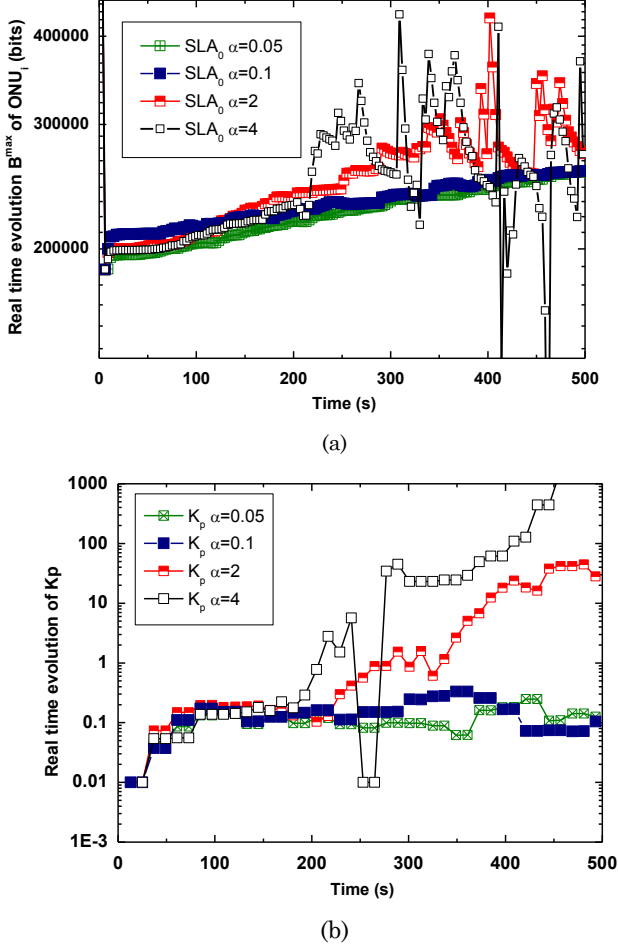 Real time evolution Bᵐᵃˣ of ONUᵢ (bits)
400000
300000
200000
SLA₀ α=0.05
SLA₀ α=0.1
SLA₀ α=2
SLA₀ α=4
0 100 200 300 400 500
Time (s)
(a)
Real time evolution of Kp
1000
100
10
1
0.1
0.01
1E-3
Kₚ α=0.05
Kₚ α=0.1
Kₚ α=2
Kₚ α=4
0 100 200 300 400 500
Time (s)
(b)